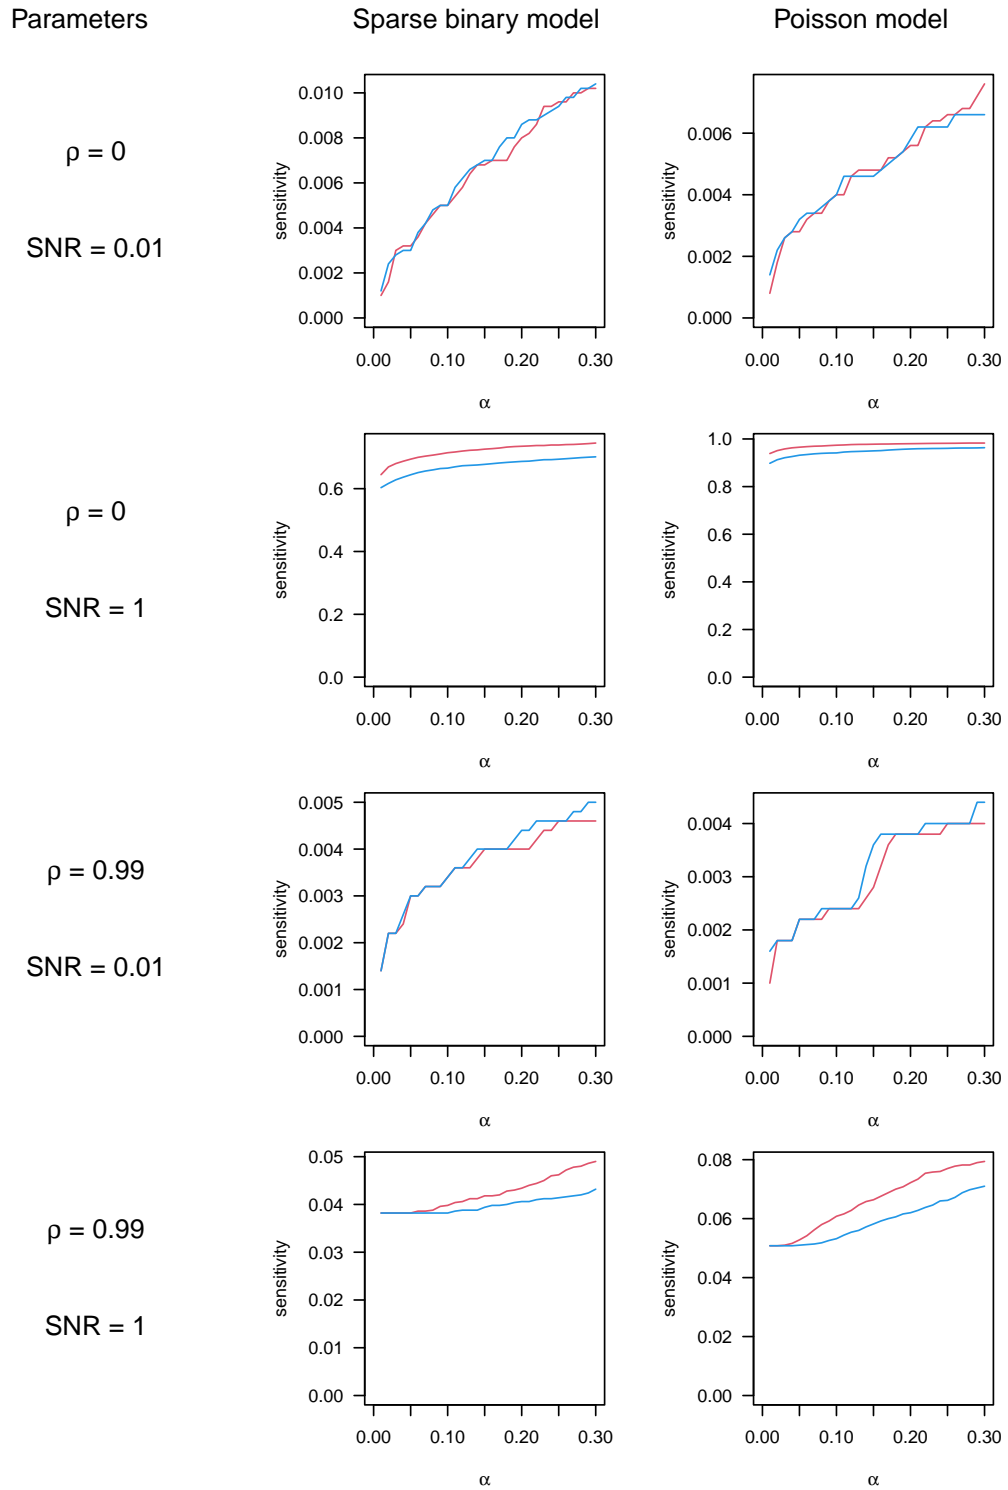 Parameters Sparse binary model Poisson model
ρ = 0
SNR = 0.01
sensitivity
0.010
0.008
0.006
0.004
0.002
0.000
0.00 0.10 0.20 0.30
α
sensitivity
0.006
0.004
0.002
0.000
0.00 0.10 0.20 0.30
α
ρ = 0
SNR = 1
sensitivity
0.6
0.4
0.2
0.0
0.00 0.10 0.20 0.30
α
sensitivity
1.0
0.8
0.6
0.4
0.2
0.0
0.00 0.10 0.20 0.30
α
ρ = 0.99
SNR = 0.01
sensitivity
0.005
0.004
0.003
0.002
0.001
0.000
0.00 0.10 0.20 0.30
α
sensitivity
0.004
0.003
0.002
0.001
0.000
0.00 0.10 0.20 0.30
α
ρ = 0.99
SNR = 1
sensitivity
0.05
0.04
0.03
0.02
0.01
0.00
0.00 0.10 0.20 0.30
α
sensitivity
0.08
0.06
0.04
0.02
0.00
0.00 0.10 0.20 0.30
α